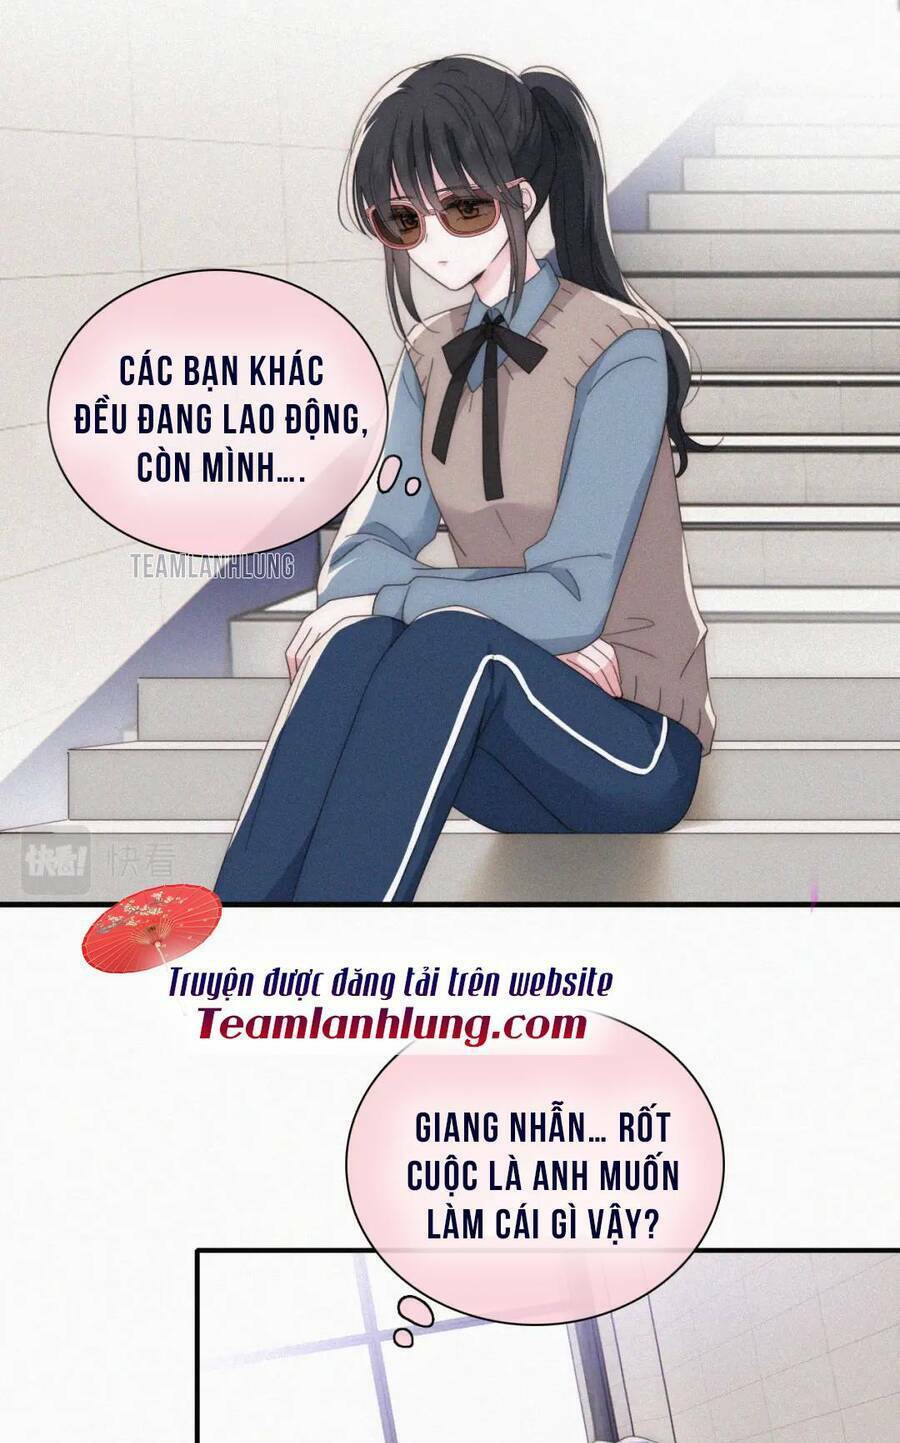 CÁC BẠN KHÁC
ĐỀU ĐANG LAO ĐỘNG,
CÒN MÌNH....
TEAMLANHLUNG
快看! 快看
Truyện được đăng tải trên website
Teamlanhlung.com
GIANG NHẪN... RỐT
CUỘC LÀ ANH MUỐN
LÀM CÁI GÌ VẬY?